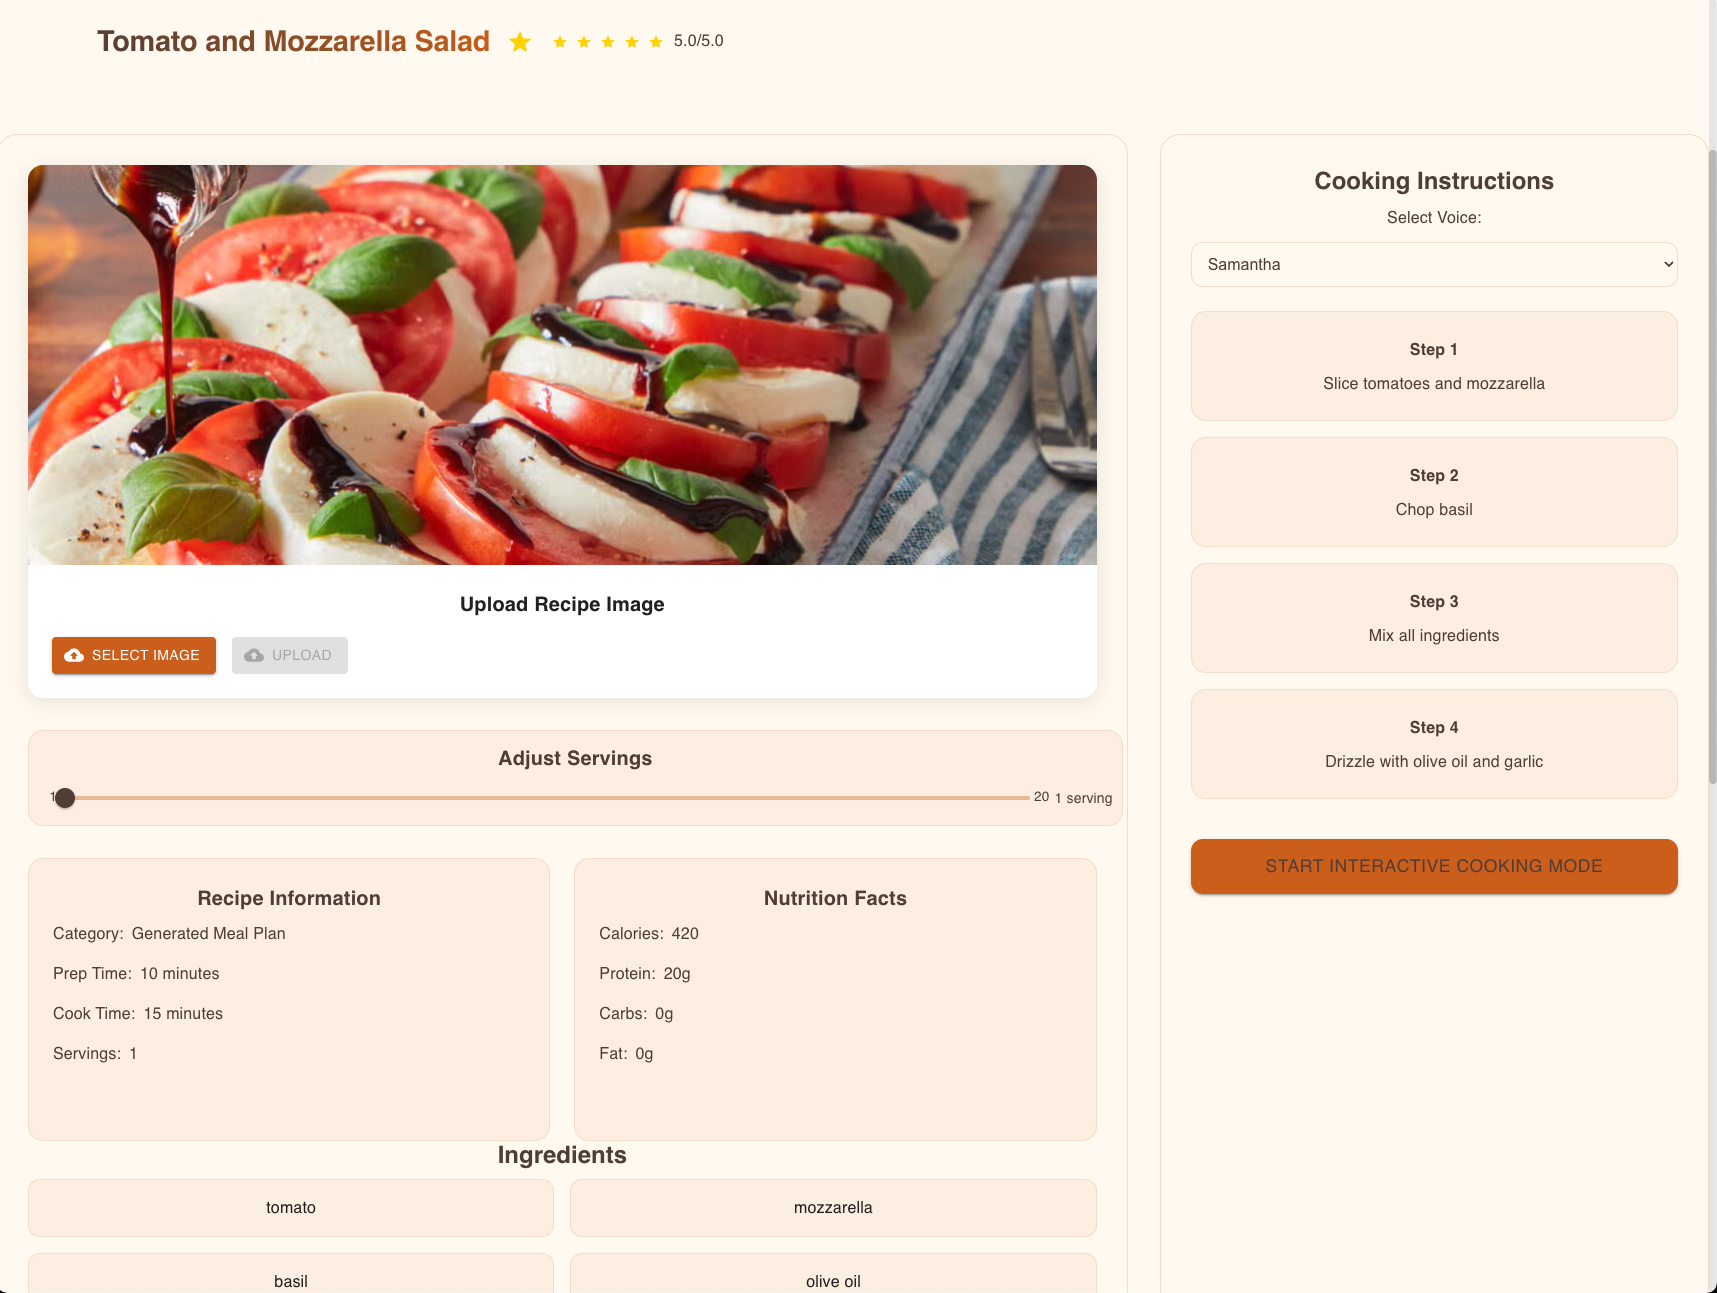 Tomato and Mozzarella Salad
5.0/5.0
Upload Recipe Image
SELECT IMAGE
UPLOAD
Adjust Servings
1
20
1 serving
Recipe Information
Category: Generated Meal Plan
Prep Time: 10 minutes
Cook Time: 15 minutes
Servings: 1
Nutrition Facts
Calories: 420
Protein: 20g
Carbs: 0g
Fat: 0g
Ingredients
tomato
mozzarella
basil
olive oil
Cooking Instructions
Select Voice:
Samantha
Step 1
Slice tomatoes and mozzarella
Step 2
Chop basil
Step 3
Mix all ingredients
Step 4
Drizzle with olive oil and garlic
START INTERACTIVE COOKING MODE